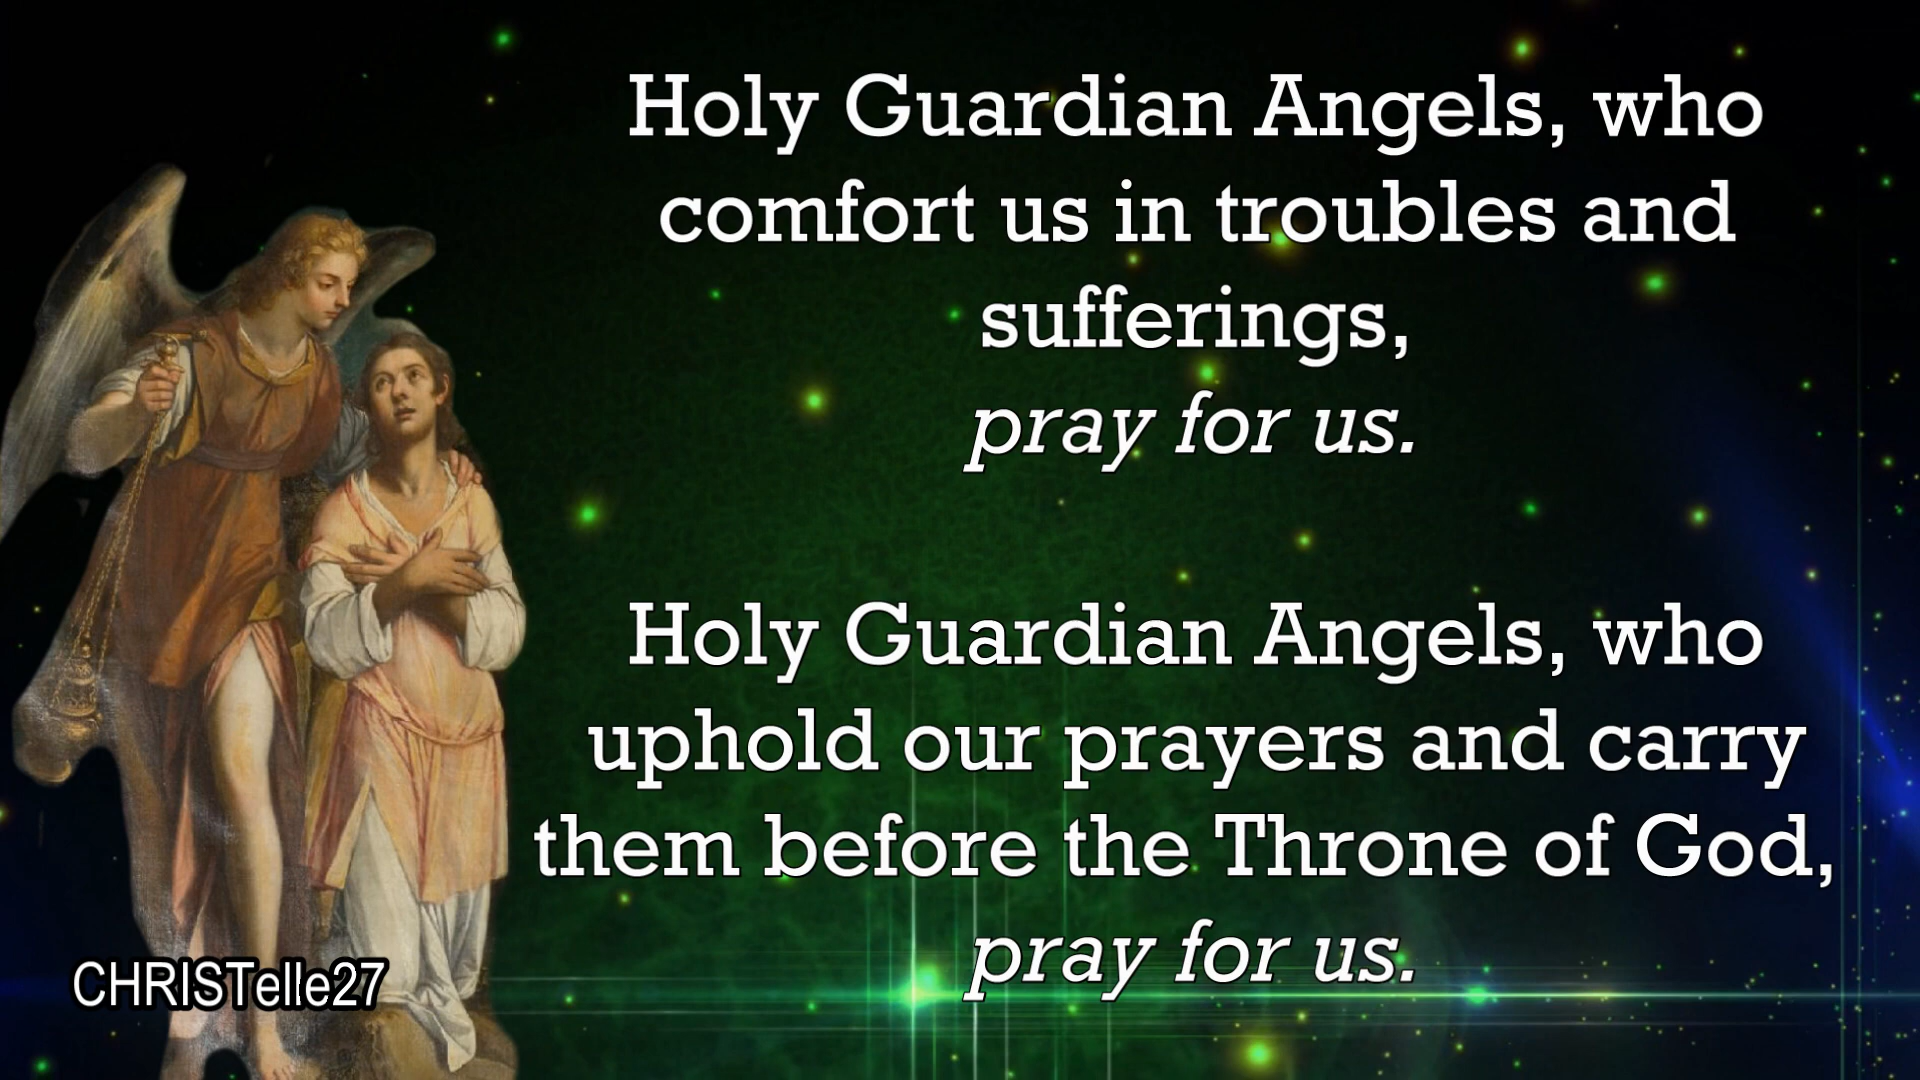 Holy Guardian Angels, who
comfort us in troubles and
sufferings,
pray for us.
Holy Guardian Angels, who
uphold our prayers and carry
them before the Throne of God,
pray for us.
CHRISTelle27